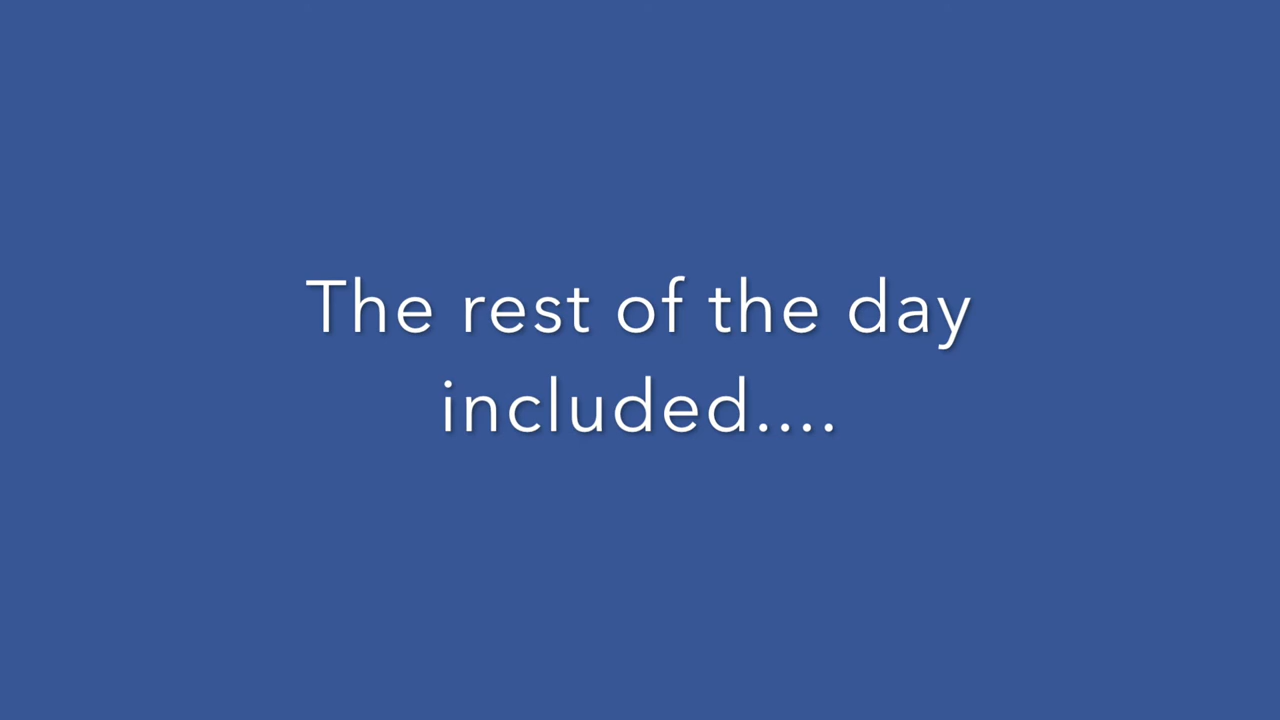 The rest of the day
included....